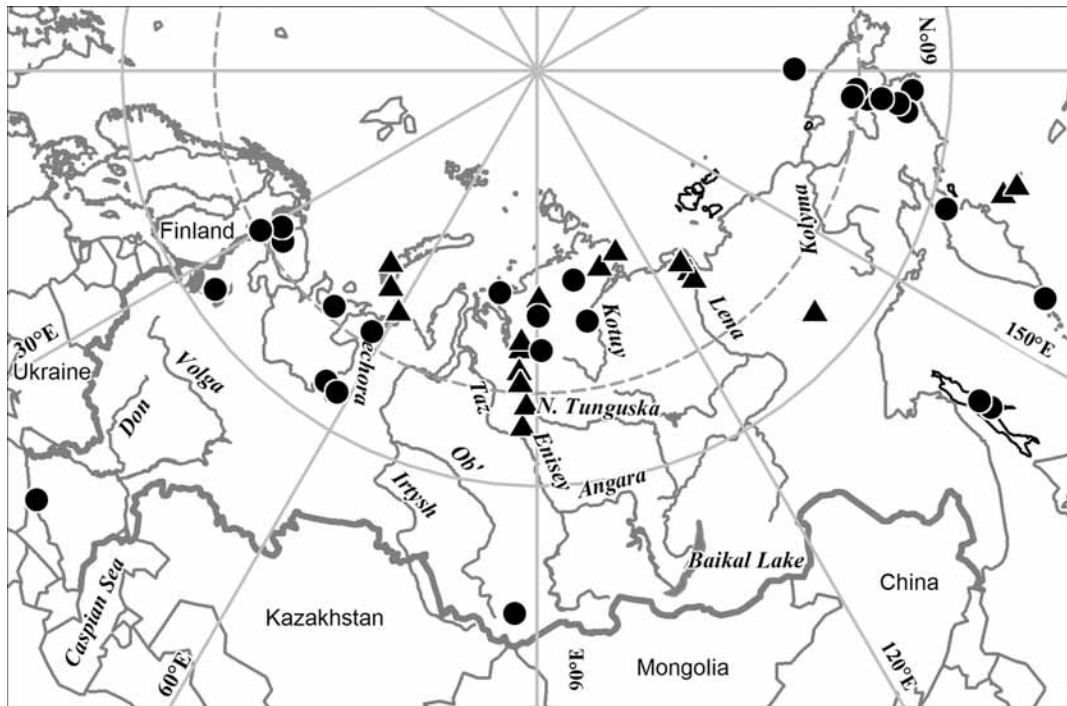 60°N
Finland
Kolyma
30°E
Ukraine
Volga
Don
Pechora
Taz
Kotuy
Lena
150°E
N. Tunguska
Enisey
Ob'
Irtysh
Angara
Baikal Lake
China
Caspian Sea
Kazakhstan
60°E
90°E
Mongolia
120°E